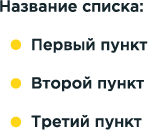 Название списка:
Первый пункт
Второй пункт
Третий пункт